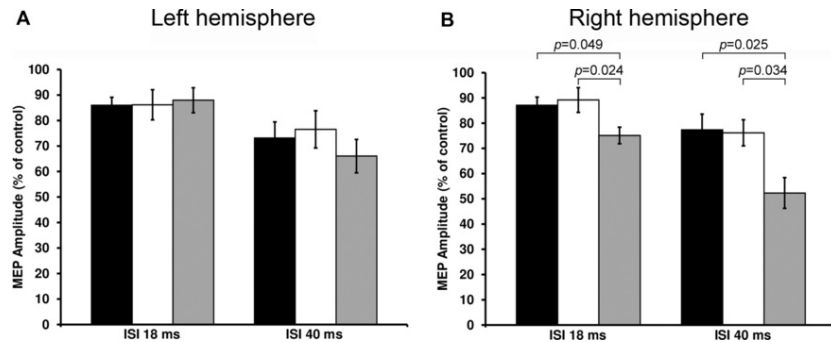 A Left hemisphere
MEP Amplitude (% of control)
100
90
80
70
60
50
40
30
20
10
0
ISI 18 ms ISI 40 ms
B Right hemisphere
p=0.049 p=0.025
p=0.024 p=0.034
MEP Amplitude (% of control)
100
90
80
70
60
50
40
30
20
10
0
ISI 18 ms ISI 40 ms